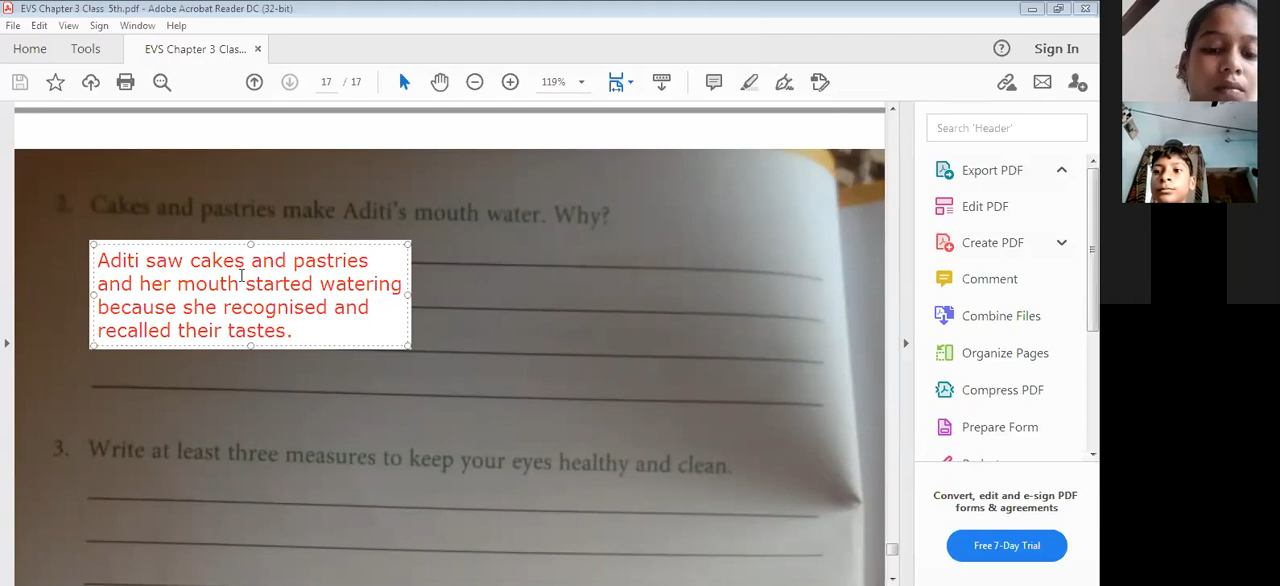 EVS Chapter 3 Class 5th.pdf - Adobe Acrobat Reader DC (32-bit)
File Edit View Sign Window Help
Home Tools EVS Chapter 3 Clas... × Sign In
17 / 17 119%
Search 'Header'
Export PDF
Edit PDF
Create PDF
Comment
Combine Files
Organize Pages
Compress PDF
Prepare Form
Convert, edit and e-sign PDF
forms & agreements
Free 7-Day Trial
2. Cakes and pastries make Aditi's mouth water. Why?
Aditi saw cakes and pastries
and her mouth started watering
because she recognised and
recalled their tastes.
3. Write at least three measures to keep your eyes healthy and clean.